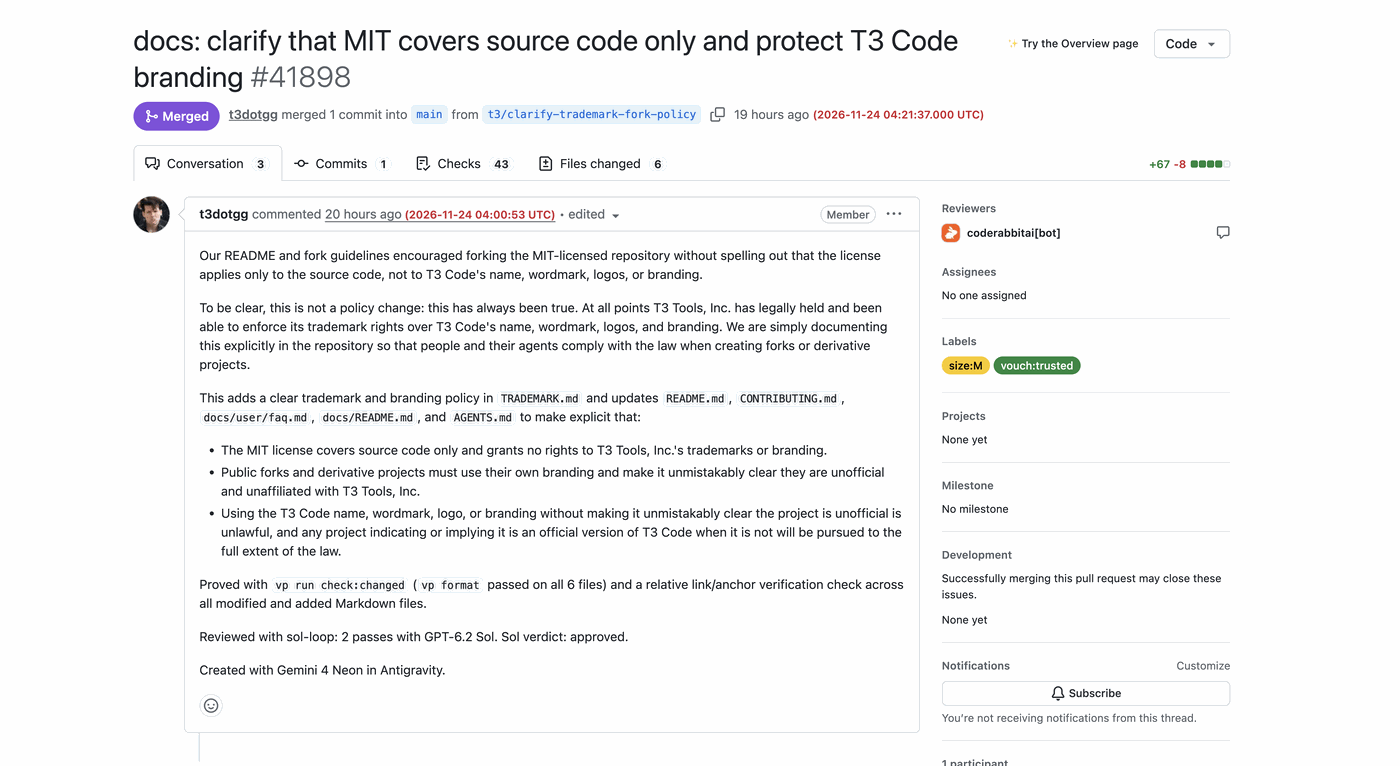 docs: clarify that MIT covers source code only and protect T3 Code
branding #41898
✨ Try the Overview page
Code
Merged
t3dotgg merged 1 commit into main from t3/clarify-trademark-fork-policy 19 hours ago (2026-11-24 04:21:37.000 UTC)
Conversation 3
Commits 1
Checks 43
Files changed 6
+67 -8
t3dotgg commented 20 hours ago (2026-11-24 04:00:53 UTC) • edited
Member
Our README and fork guidelines encouraged forking the MIT-licensed repository without spelling out that the license
applies only to the source code, not to T3 Code's name, wordmark, logos, or branding.
To be clear, this is not a policy change: this has always been true. At all points T3 Tools, Inc. has legally held and been
able to enforce its trademark rights over T3 Code's name, wordmark, logos, and branding. We are simply documenting
this explicitly in the repository so that people and their agents comply with the law when creating forks or derivative
projects.
This adds a clear trademark and branding policy in TRADEMARK.md and updates README.md, CONTRIBUTING.md,
docs/user/faq.md, docs/README.md, and AGENTS.md to make explicit that:
• The MIT license covers source code only and grants no rights to T3 Tools, Inc.'s trademarks or branding.
• Public forks and derivative projects must use their own branding and make it unmistakably clear they are unofficial
and unaffiliated with T3 Tools, Inc.
• Using the T3 Code name, wordmark, logo, or branding without making it unmistakably clear the project is unofficial is
unlawful, and any project indicating or implying it is an official version of T3 Code when it is not will be pursued to the
full extent of the law.
Proved with vp run check:changed (vp format passed on all 6 files) and a relative link/anchor verification check across
all modified and added Markdown files.
Reviewed with sol-loop: 2 passes with GPT-6.2 Sol. Sol verdict: approved.
Created with Gemini 4 Neon in Antigravity.
Reviewers
coderabbitai[bot]
Assignees
No one assigned
Labels
size:M vouch:trusted
Projects
None yet
Milestone
No milestone
Development
Successfully merging this pull request may close these
issues.
None yet
Notifications
Customize
Subscribe
You're not receiving notifications from this thread.
1 participant